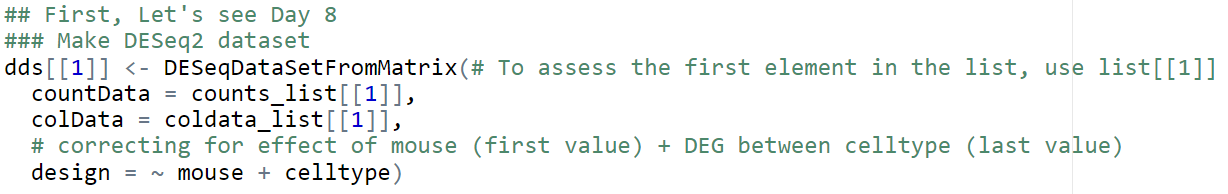 ## First, Let's see Day 8
### Make DESeq2 dataset
dds[[1]] <- DESeqDataSetFromMatrix(# To assess the first element in the list, use list[[1]]
  countData = counts_list[[1]],
  colData = coldata_list[[1]],
  # correcting for effect of mouse (first value) + DEG between celltype (last value)
  design = ~ mouse + celltype)